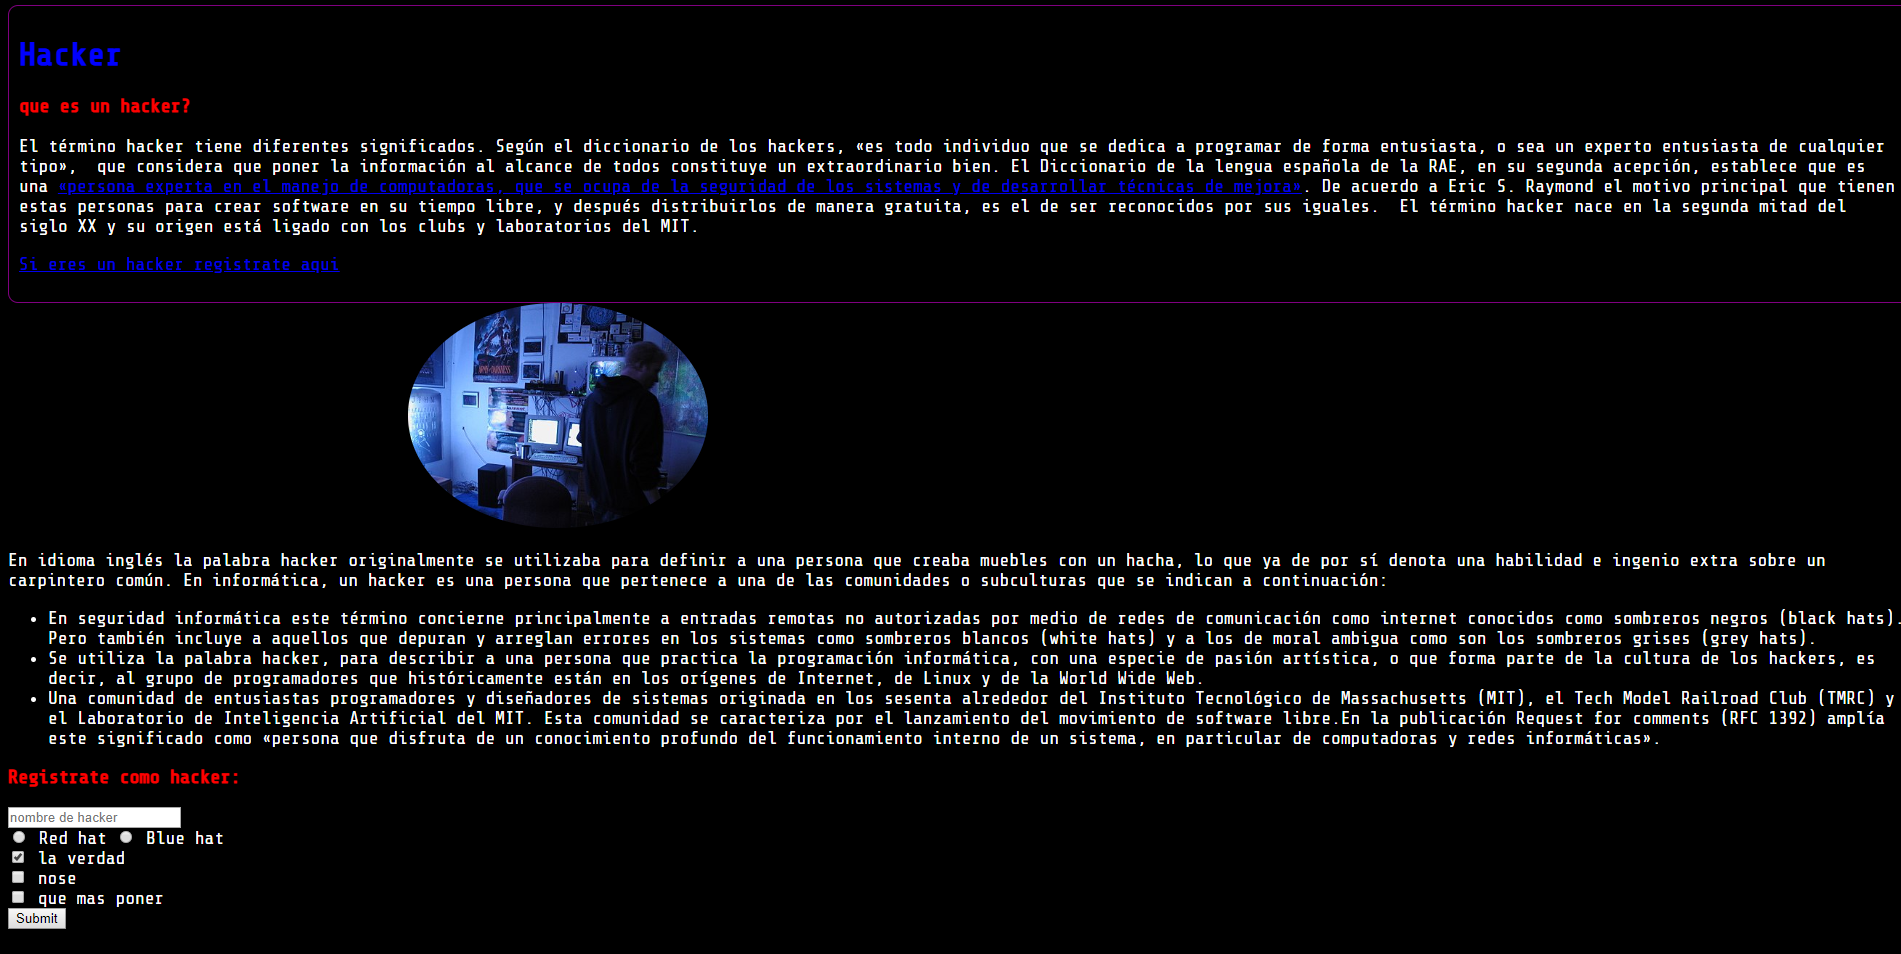 Hacker
que es un hacker?
El término hacker tiene diferentes significados. Según el diccionario de los hackers, «es todo individuo que se dedica a programar de forma entusiasta, o sea un experto entusiasta de cualquier
tipo»,  que considera que poner la información al alcance de todos constituye un extraordinario bien. El Diccionario de la lengua española de la RAE, en su segunda acepción, establece que es
una «persona experta en el manejo de computadoras, que se ocupa de la seguridad de los sistemas y de desarrollar técnicas de mejora». De acuerdo a Eric S. Raymond el motivo principal que tienen
estas personas para crear software en su tiempo libre, y después distribuirlos de manera gratuita, es el de ser reconocidos por sus iguales.  El término hacker nace en la segunda mitad del
siglo XX y su origen está ligado con los clubs y laboratorios del MIT.
Si eres un hacker registrate aqui
ARMY OF DARKNESS
En idioma inglés la palabra hacker originalmente se utilizaba para definir a una persona que creaba muebles con un hacha, lo que ya de por sí denota una habilidad e ingenio extra sobre un
carpintero común. En informática, un hacker es una persona que pertenece a una de las comunidades o subculturas que se indican a continuación:
• En seguridad informática este término concierne principalmente a entradas remotas no autorizadas por medio de redes de comunicación como internet conocidos como sombreros negros (black hats).
Pero también incluye a aquellos que depuran y arreglan errores en los sistemas como sombreros blancos (white hats) y a los de moral ambigua como son los sombreros grises (grey hats).
• Se utiliza la palabra hacker, para describir a una persona que practica la programación informática, con una especie de pasión artística, o que forma parte de la cultura de los hackers, es
decir, al grupo de programadores que históricamente están en los orígenes de Internet, de Linux y de la World Wide Web.
• Una comunidad de entusiastas programadores y diseñadores de sistemas originada en los sesenta alrededor del Instituto Tecnológico de Massachusetts (MIT), el Tech Model Railroad Club (TMRC) y
el Laboratorio de Inteligencia Artificial del MIT. Esta comunidad se caracteriza por el lanzamiento del movimiento de software libre.En la publicación Request for comments (RFC 1392) amplía
este significado como «persona que disfruta de un conocimiento profundo del funcionamiento interno de un sistema, en particular de computadoras y redes informáticas».
Registrate como hacker:
nombre de hacker
Red hat Blue hat
la verdad
nose
que mas poner
Submit